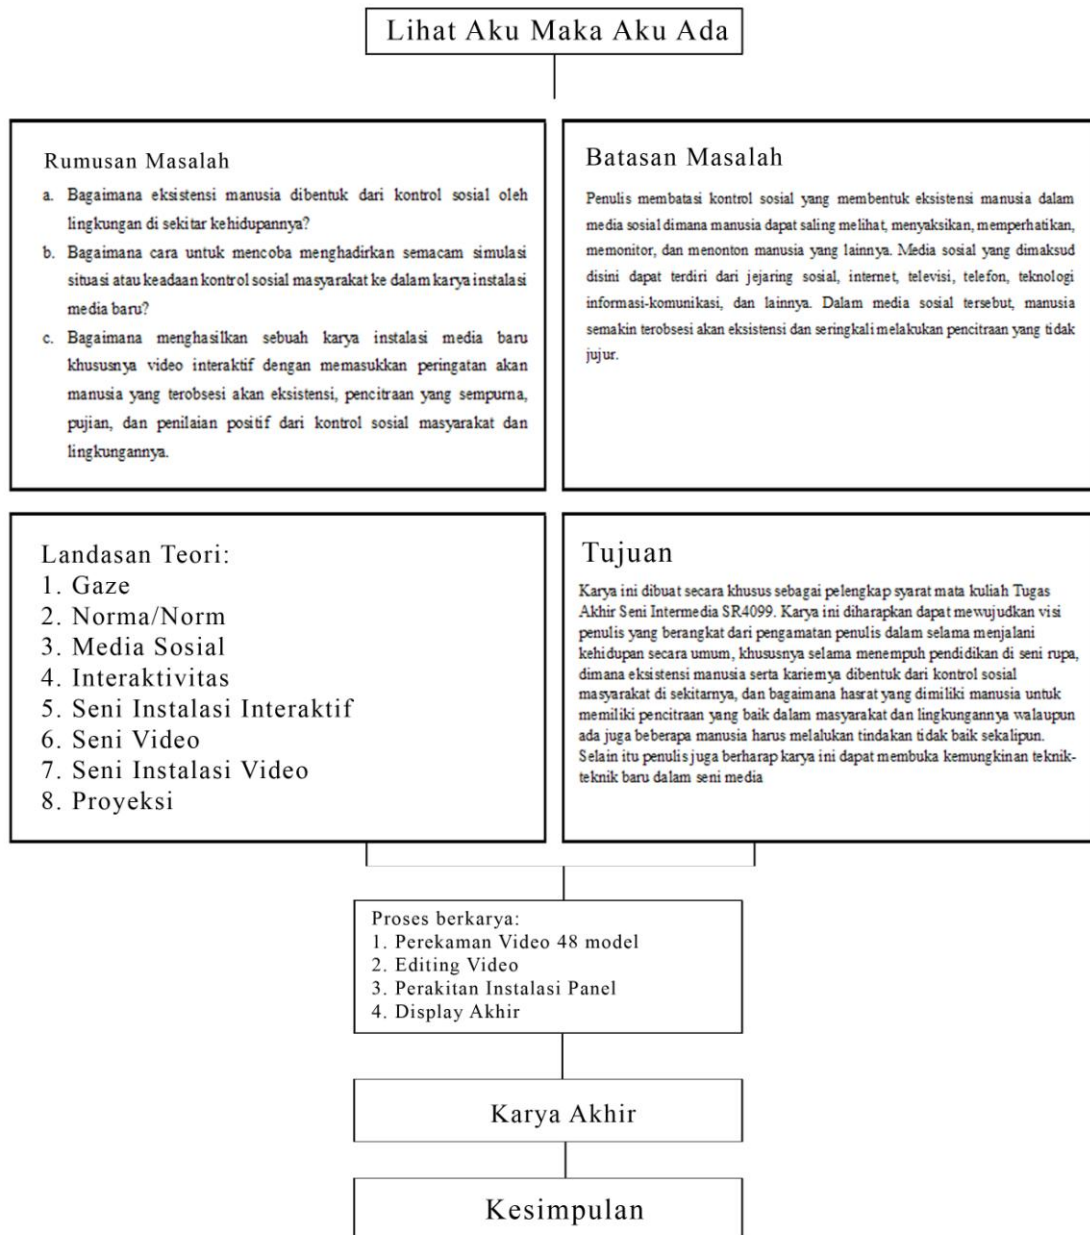 Lihat Aku Maka Aku Ada
Rumusan Masalah
a. Bagaimana eksistensi manusia dibentuk dari kontrol sosial oleh
lingkungan di sekitar kehidupannya?
b. Bagaimana cara untuk mencoba menghadirkan semacam simulasi
situasi atau keadaan kontrol sosial masyarakat ke dalam karya instalasi
media baru?
c. Bagaimana menghasilkan sebuah karya instalasi media baru
khususnya video interaktif dengan memasukkan peringatan akan
manusia yang terobsesi akan eksistensi, pencitraan yang sempurna,
pujian, dan penilaian positif dari kontrol sosial masyarakat dan
lingkungannya.
Batasan Masalah
Penulis membatasi kontrol sosial yang membentuk eksistensi manusia dalam
media sosial dimana manusia dapat saling melihat, menyaksikan, memperhatikan,
memonitor, dan menonton manusia yang lainnya. Media sosial yang dimaksud
disini dapat terdiri dari jejaring sosial, internet, televisi, telefon, teknologi
informasi-komunikasi, dan lainnya. Dalam media sosial tersebut, manusia
semakin terobsesi akan eksistensi dan seringkali melakukan pencitraan yang tidak
jujur.
Landasan Teori:
1. Gaze
2. Norma/Norm
3. Media Sosial
4. Interaktivitas
5. Seni Instalasi Interaktif
6. Seni Video
7. Seni Instalasi Video
8. Proyeksi
Tujuan
Karya ini dibuat secara khusus sebagai pelengkap syarat mata kuliah Tugas
Akhir Seni Intermedia SR4099. Karya ini diharapkan dapat mewujudkan visi
penulis yang berangkat dari pengamatan penulis dalam selama menjalani
kehidupan secara umum, khususnya selama menempuh pendidikan di seni rupa,
dimana eksistensi manusia serta kariernya dibentuk dari kontrol sosial
masyarakat di sekitarnya, dan bagaimana hasrat yang dimiliki manusia untuk
memiliki pencitraan yang baik dalam masyarakat dan lingkungannya walaupun
ada juga beberapa manusia harus melalukan tindakan tidak baik sekalipun.
Selain itu penulis juga berharap karya ini dapat membuka kemungkinan teknik-
teknik baru dalam seni media
Proses berkarya:
1. Perekaman Video 48 model
2. Editing Video
3. Perakitan Instalasi Panel
4. Display Akhir
Karya Akhir
Kesimpulan